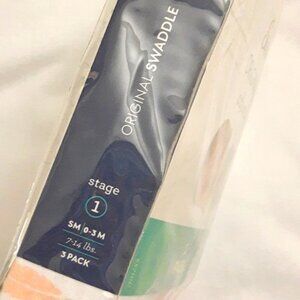 ORIGINAL SWADDLE
stage
1
SM | 0-3 M
7-14 lbs.
3 PACK